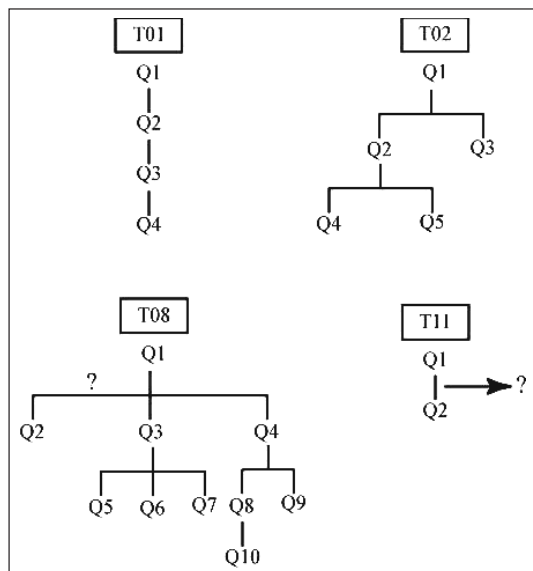 T01
Q1
Q2
Q3
Q4
T02
Q1
Q2 Q3
Q4 Q5
T08
Q1
?
Q2 Q3 Q4
Q5 Q6 Q7 Q8 Q9
Q10
T11
Q1
Q2 ?